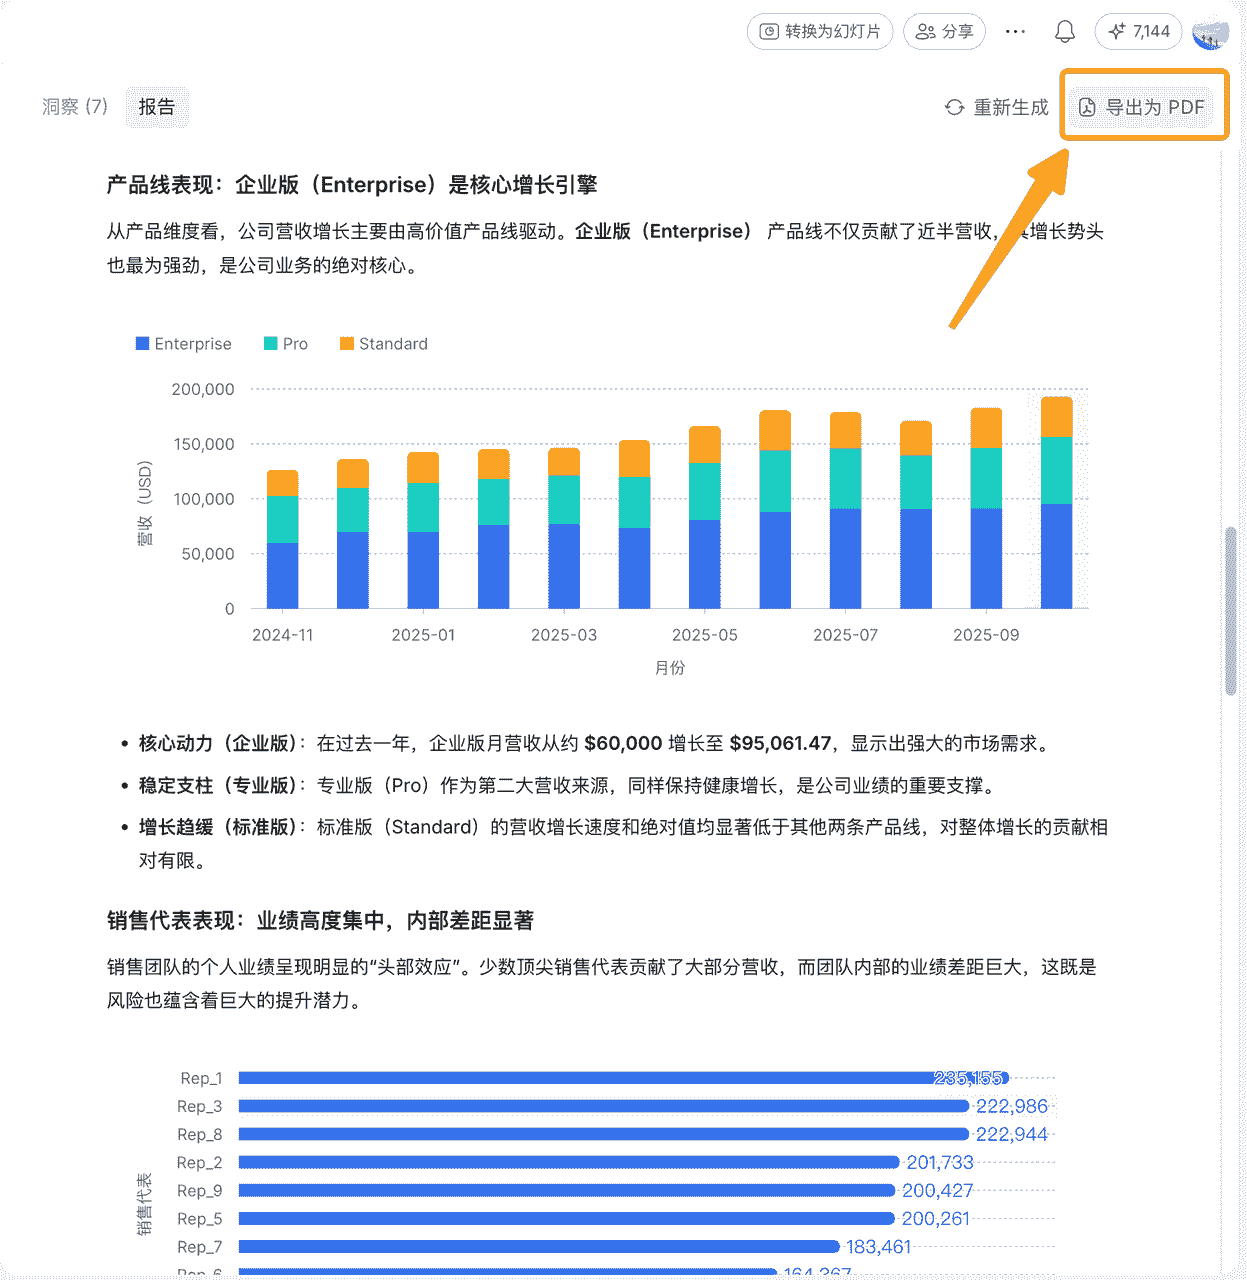 转换为幻灯片 分享 ··· 7,144
洞察 (7) 报告 重新生成 导出为 PDF
产品线表现：企业版（Enterprise）是核心增长引擎
从产品维度看，公司营收增长主要由高价值产品线驱动。企业版（Enterprise） 产品线不仅贡献了近半营收，其增长势头
也最为强劲，是公司业务的绝对核心。
Enterprise Pro Standard
200,000
150,000
100,000
50,000
0
营收（USD）
2024-11 2025-01 2025-03 2025-05 2025-07 2025-09
月份
• 核心动力（企业版）：在过去一年，企业版月营收从约 $60,000 增长至 $95,061.47，显示出强大的市场需求。
• 稳定支柱（专业版）：专业版（Pro）作为第二大营收来源，同样保持健康增长，是公司业绩的重要支撑。
• 增长趋缓（标准版）：标准版（Standard）的营收增长速度和绝对值均显著低于其他两条产品线，对整体增长的贡献相
对有限。
销售代表表现：业绩高度集中，内部差距显著
销售团队的个人业绩呈现明显的“头部效应”。少数顶尖销售代表贡献了大部分营收，而团队内部的业绩差距巨大，这既是
风险也蕴含着巨大的提升潜力。
销售代表
Rep_1 235,155
Rep_3 222,986
Rep_8 222,944
Rep_2 201,733
Rep_9 200,427
Rep_5 200,261
Rep_7 183,461
Rep_6 164,367